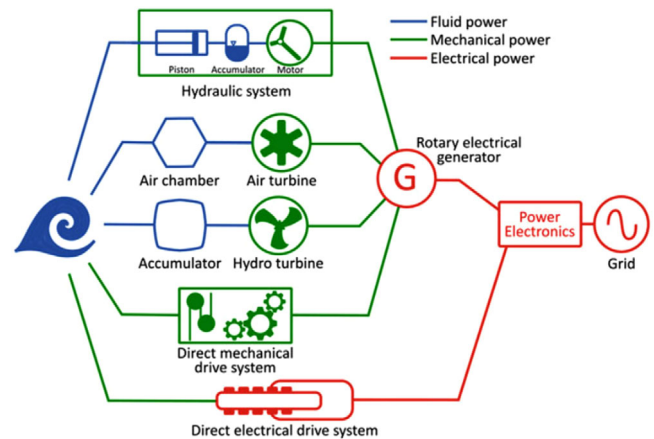 Fluid power
Mechanical power
Electrical power
Piston
Accumulator
Motor
Hydraulic system
Air chamber
Air turbine
Rotary electrical
generator
G
Power
Electronics
Grid
Accumulator
Hydro turbine
Direct mechanical
drive system
Direct electrical drive system